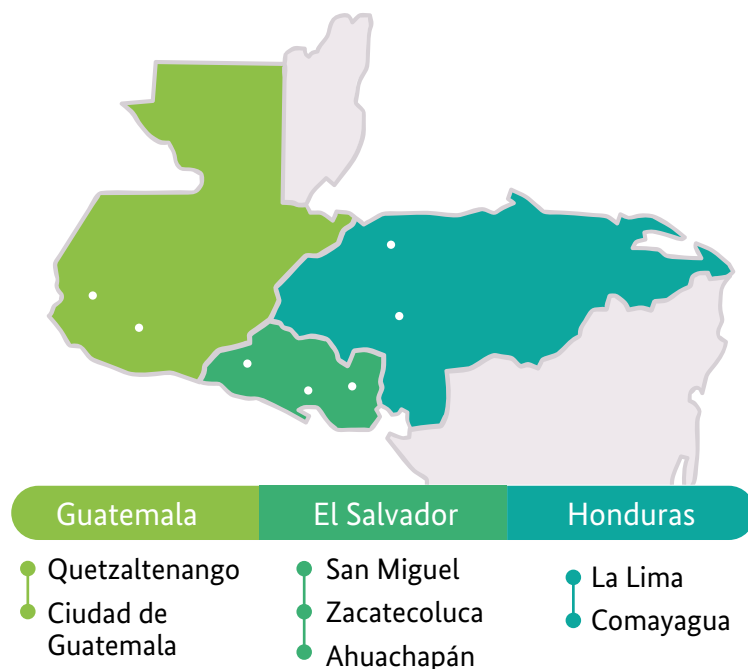 Guatemala
El Salvador
Honduras
Quetzaltenango
Ciudad de
Guatemala
San Miguel
Zacatecoluca
Ahuachapán
La Lima
Comayagua